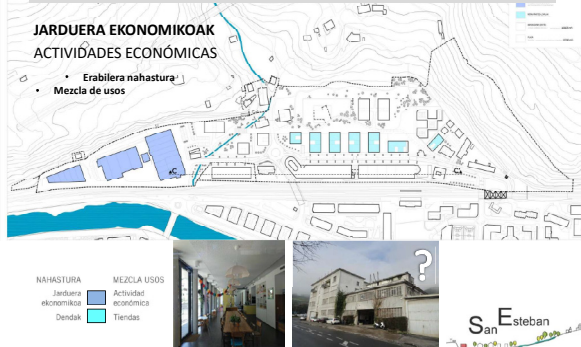 JARDUERA EKONOMIKOAK
ACTIVIDADES ECONÓMICAS
• Erabilera nahastura
• Mezcla de usos
C
C
NAHASTURA MEZCLA USOS
Jarduera ekonomikoa Actividad económica
Dendak Tiendas
?
San Esteban